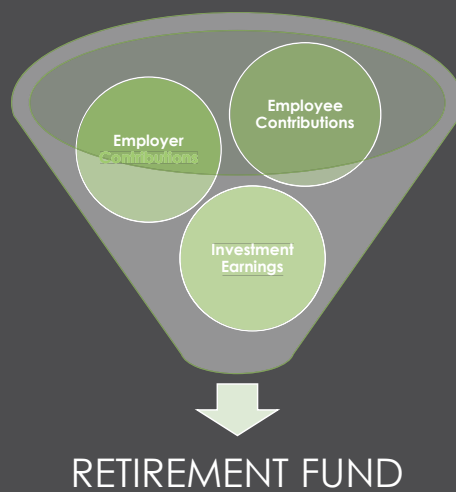 Employee
Contributions
Employer
Contributions
Investment
Earnings
RETIREMENT FUND